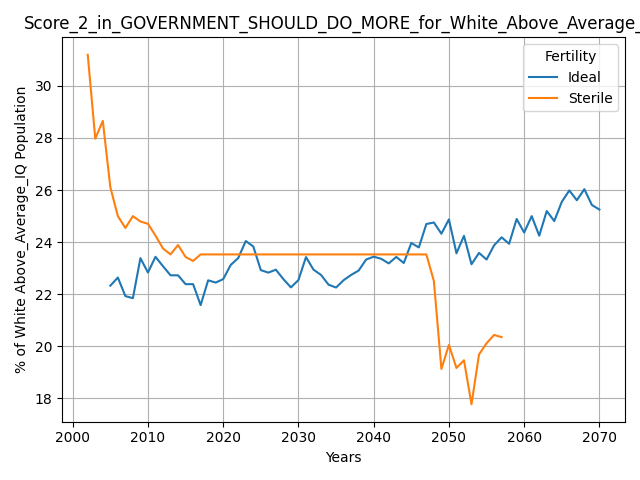 Score_2_in_GOVERNMENT_SHOULD_DO_MORE_for_White_Above_Average_
Fertility
Ideal
Sterile
% of White Above_Average_IQ Population
30
28
26
24
22
20
18
2000 2010 2020 2030 2040 2050 2060 2070
Years